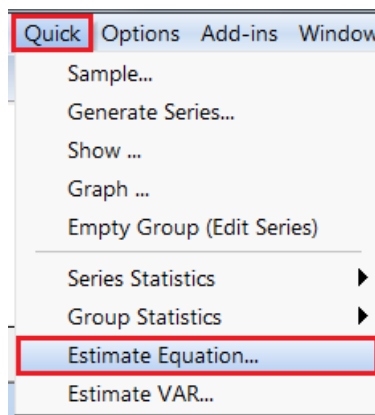 Quick Options Add-ins Window
Sample...
Generate Series...
Show ...
Graph ...
Empty Group (Edit Series)
Series Statistics
Group Statistics
Estimate Equation...
Estimate VAR...